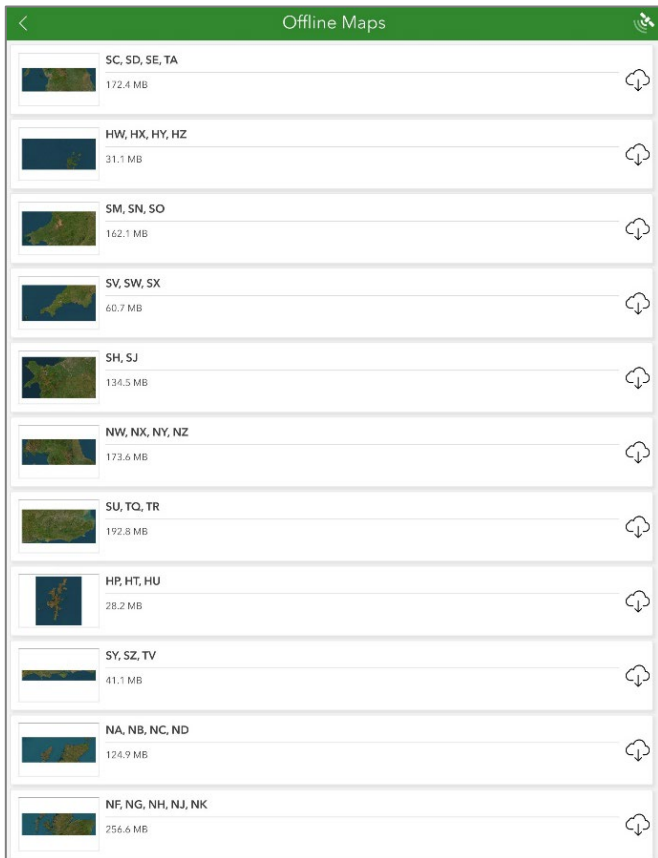 Offline Maps
SC, SD, SE, TA
172.4 MB
HW, HX, HY, HZ
31.1 MB
SM, SN, SO
162.1 MB
SV, SW, SX
60.7 MB
SH, SJ
134.5 MB
NW, NX, NY, NZ
173.6 MB
SU, TQ, TR
192.8 MB
HP, HT, HU
28.2 MB
SY, SZ, TV
41.1 MB
NA, NB, NC, ND
124.9 MB
NF, NG, NH, NJ, NK
256.6 MB